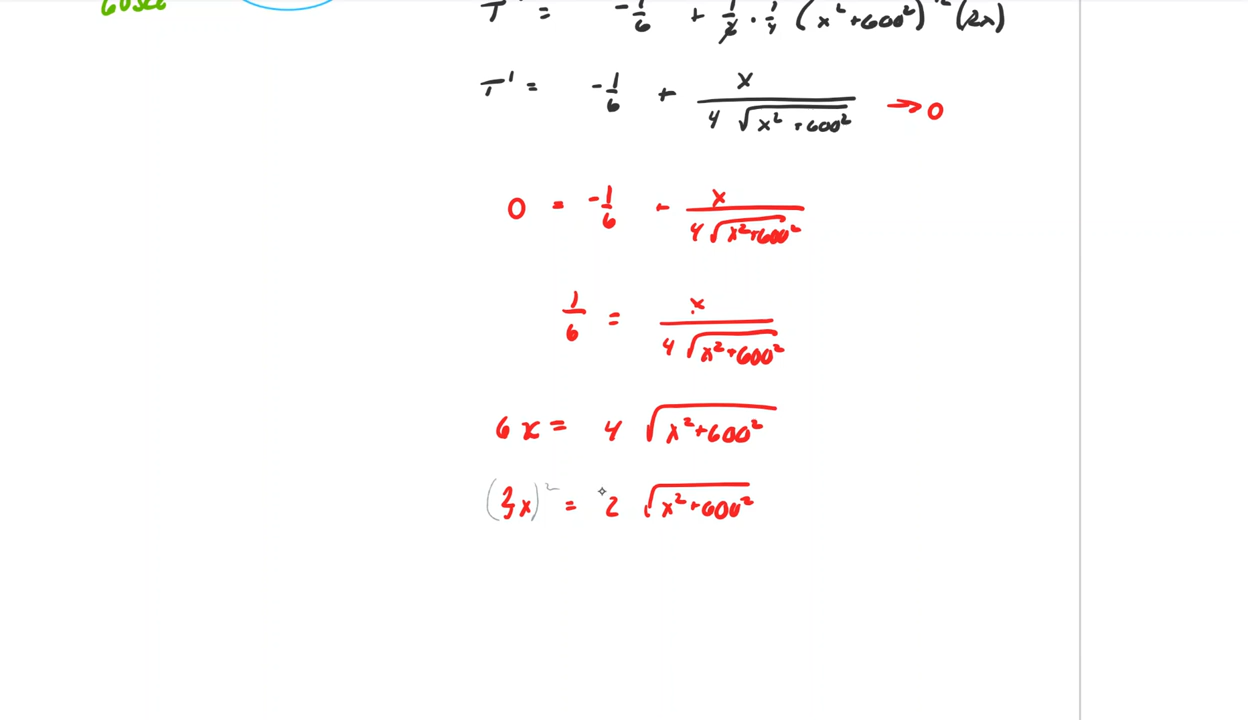 60sec
T' = -1/6 + 1/2 · 1/4 (x² + 600²)^-1/2 (2x)
T' = -1/6 + x / 4√(x² + 600²) → 0
0 = -1/6 + x / 4√(x² + 600²)
1/6 = x / 4√(x² + 600²)
6x = 4√(x² + 600²)
(3x)² = 2√(x² + 600²)